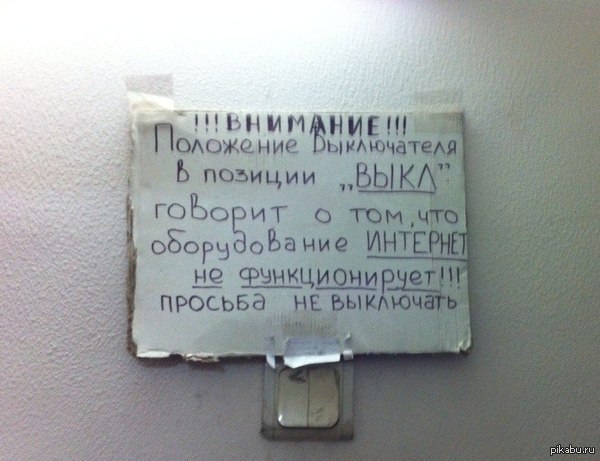 !!!ВНИМАНИЕ!!!
Положение Выключателя
в позиции „ВЫКЛ”
говорит о том, что
оборудование ИНТЕРНЕТ
не функционирует!!!
просьба не выключать
pikabu.ru